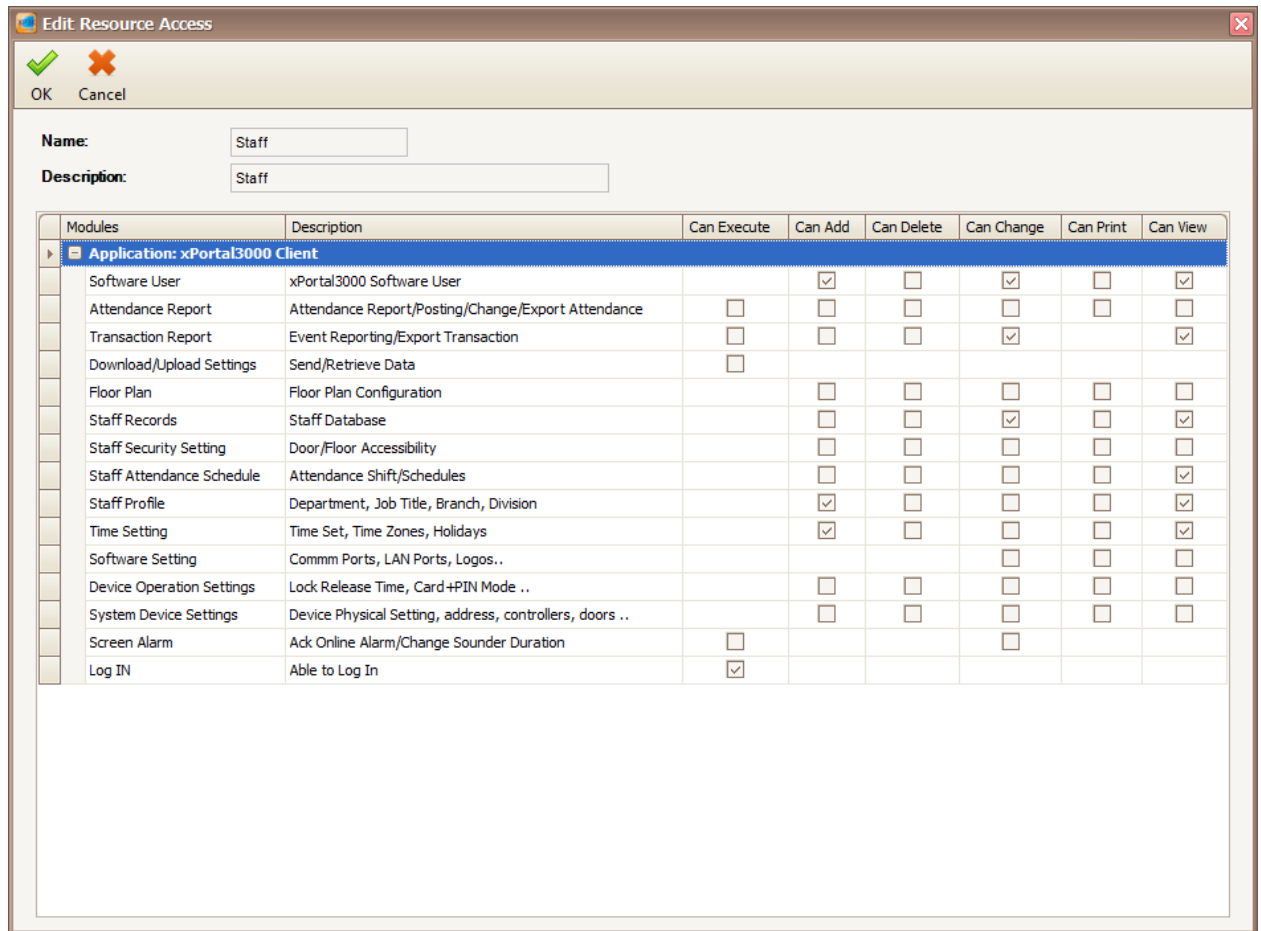 Edit Resource Access
OK Cancel
Name: Staff
Description: Staff
Modules Description Can Execute Can Add Can Delete Can Change Can Print Can View
Application: xPortal3000 Client
Software User xPortal3000 Software User
Attendance Report Attendance Report/Posting/Change/Export Attendance
Transaction Report Event Reporting/Export Transaction
Download/Upload Settings Send/Retrieve Data
Floor Plan Floor Plan Configuration
Staff Records Staff Database
Staff Security Setting Door/Floor Accessibility
Staff Attendance Schedule Attendance Shift/Schedules
Staff Profile Department, Job Title, Branch, Division
Time Setting Time Set, Time Zones, Holidays
Software Setting Commm Ports, LAN Ports, Logos..
Device Operation Settings Lock Release Time, Card+PIN Mode ..
System Device Settings Device Physical Setting, address, controllers, doors ..
Screen Alarm Ack Online Alarm/Change Sounder Duration
Log IN Able to Log In